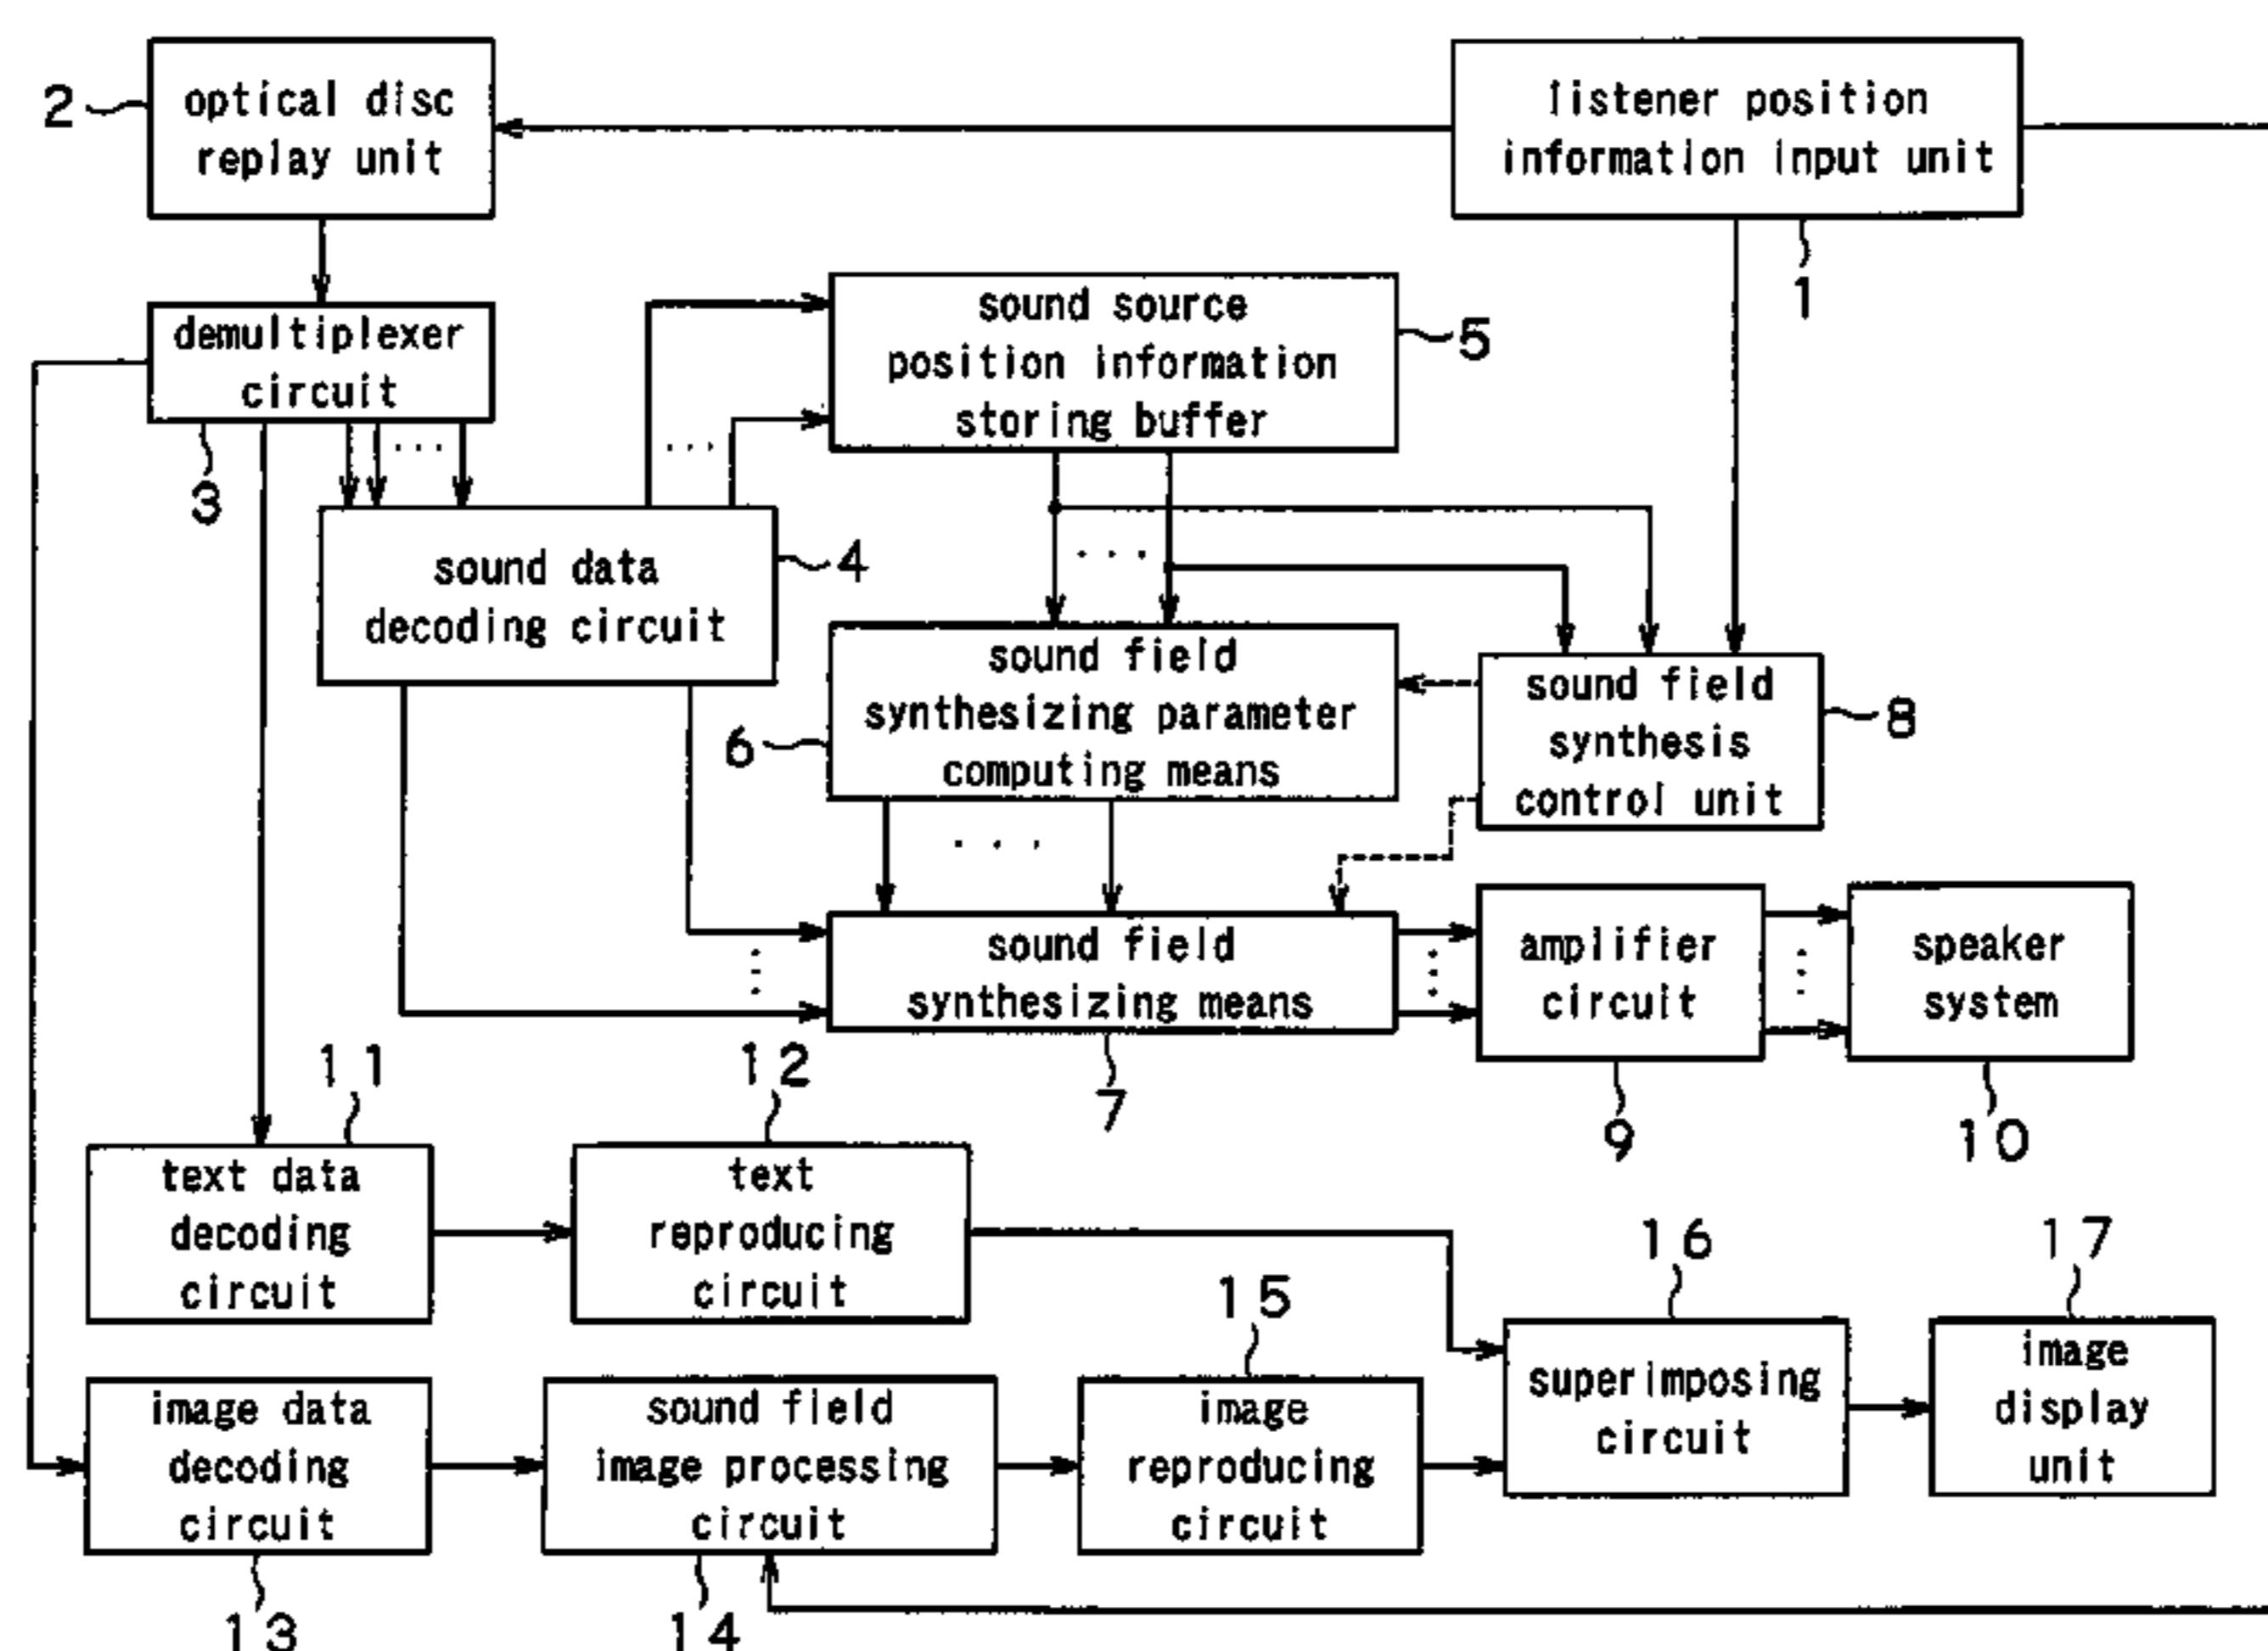 2
optical disc
replay unit
listener position
information input unit
1
demultiplexer
circuit
3
sound source
position information
storing buffer
5
sound data
decoding circuit
4
sound field
synthesizing parameter
computing means
6
sound field
synthesis
control unit
8
sound field
synthesizing means
7
amplifier
circuit
9
speaker
system
10
11
text data
decoding
circuit
12
text
reproducing
circuit
13
image data
decoding
circuit
14
sound field
image processing
circuit
15
image
reproducing
circuit
16
superimposing
circuit
17
image
display
unit